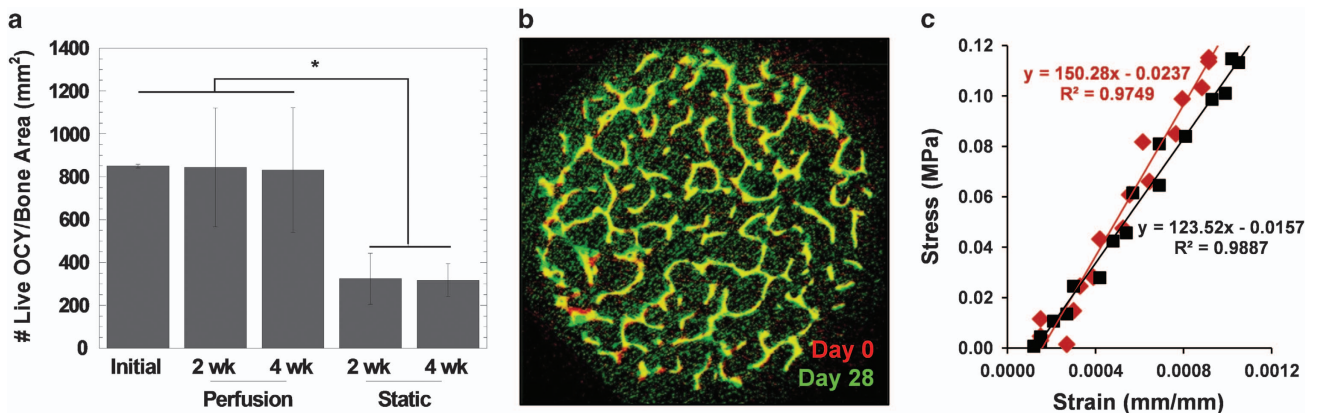 a
# Live OCY/Bone Area (mm²)
1400
1200
1000
800
600
400
200
0
*
Initial
2 wk
4 wk
2 wk
4 wk
Perfusion
Static
b
Day 0
Day 28
c
Stress (MPa)
0.12
0.10
0.08
0.06
0.04
0.02
0.00
y = 150.28x - 0.0237
R² = 0.9749
y = 123.52x - 0.0157
R² = 0.9887
0.0000
0.0004
0.0008
0.0012
Strain (mm/mm)